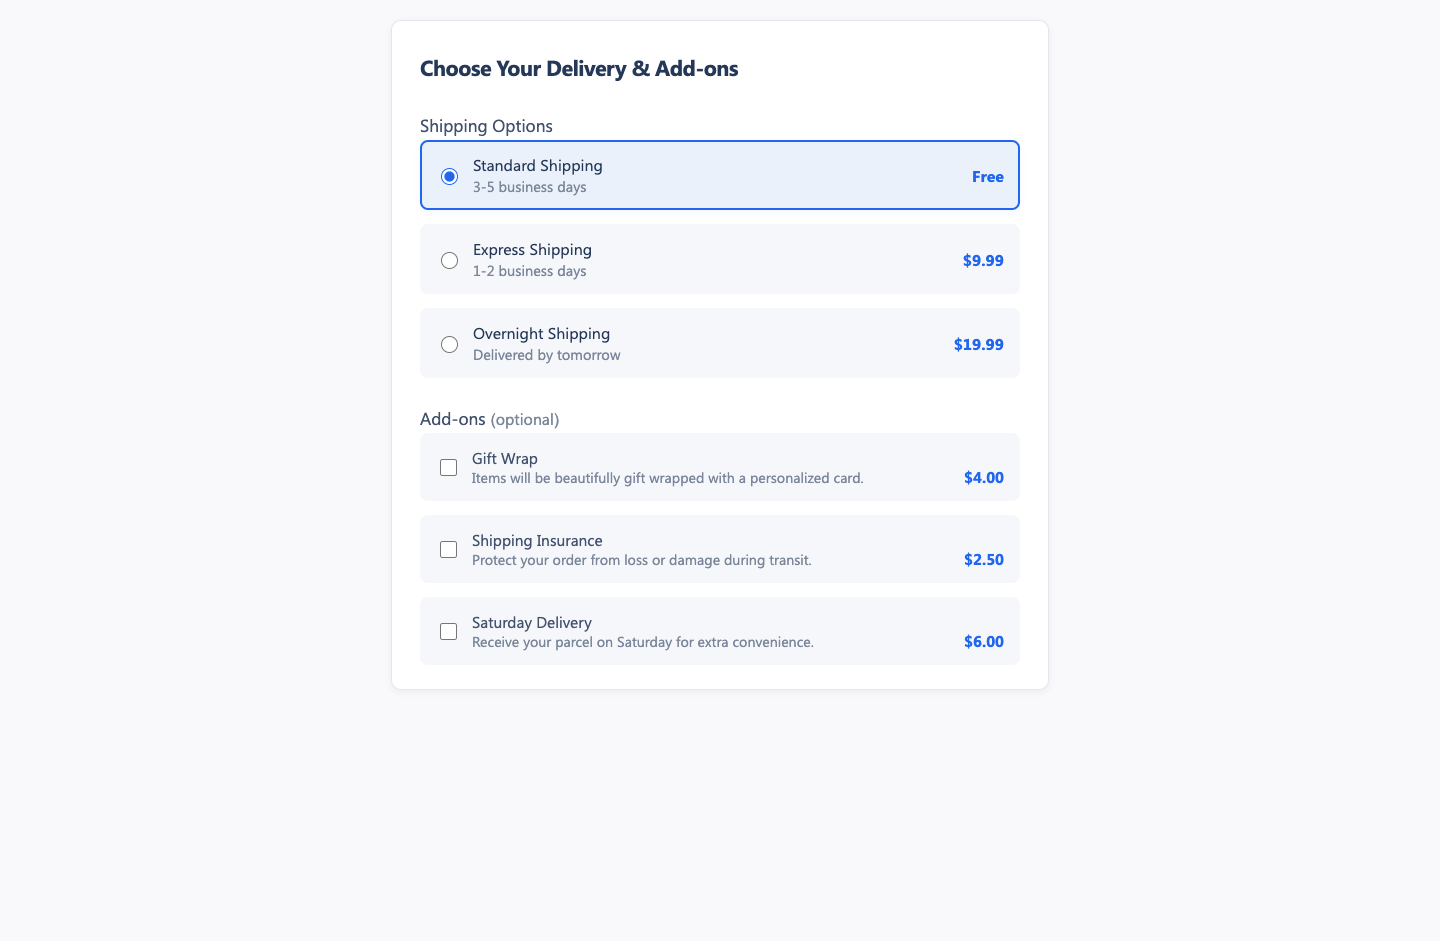 Choose Your Delivery & Add-ons
Shipping Options
Standard Shipping
3-5 business days
Free
Express Shipping
1-2 business days
$9.99
Overnight Shipping
Delivered by tomorrow
$19.99
Add-ons (optional)
Gift Wrap
Items will be beautifully gift wrapped with a personalized card.
$4.00
Shipping Insurance
Protect your order from loss or damage during transit.
$2.50
Saturday Delivery
Receive your parcel on Saturday for extra convenience.
$6.00